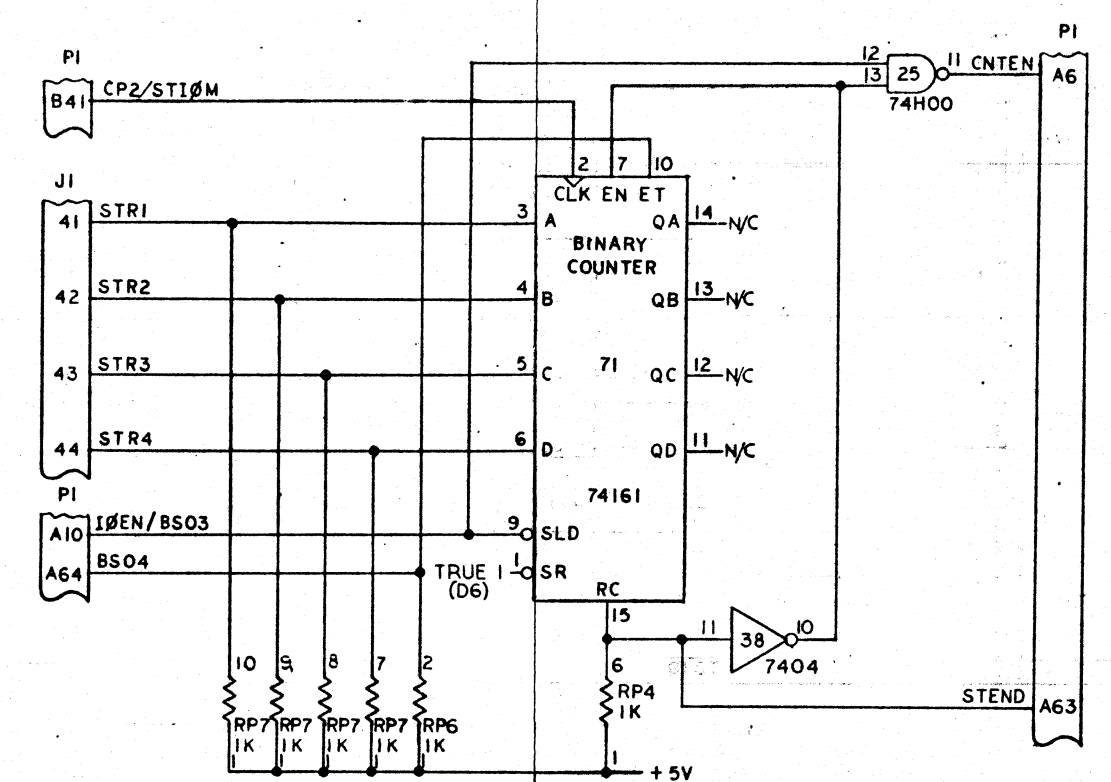 P1
12
11 CNTEN
P1
B41
CP2/STIØM
13
25
A6
74H00
2
7
10
J1
CLK EN ET
41
STR1
3
A
QA
14
N/C
BINARY
COUNTER
42
STR2
4
B
QB
13
N/C
43
STR3
5
C
71
QC
12
N/C
44
STR4
6
D
QD
11
N/C
P1
74161
A10
IØEN/BS03
9
SLD
A64
BS04
TRUE 1
(D6)
1
SR
RC
15
11
38
10
7404
10
9
8
7
2
6
RP7
1K
1
RP7
1K
1
RP7
1K
1
RP7
1K
1
RP6
1K
1
RP4
1K
1
STEND
A63
+5V